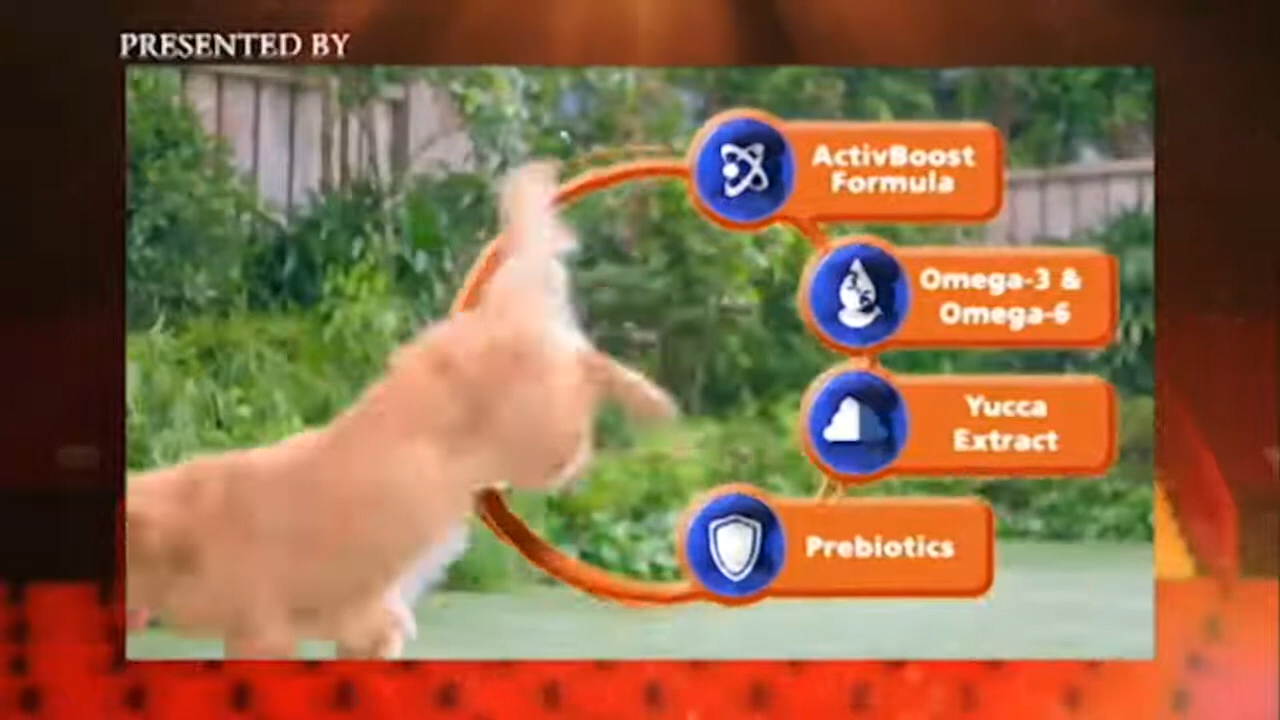 PRESENTED BY
ActivBoost
Formula
Omega-3 &
Omega-6
Yucca
Extract
Prebiotics